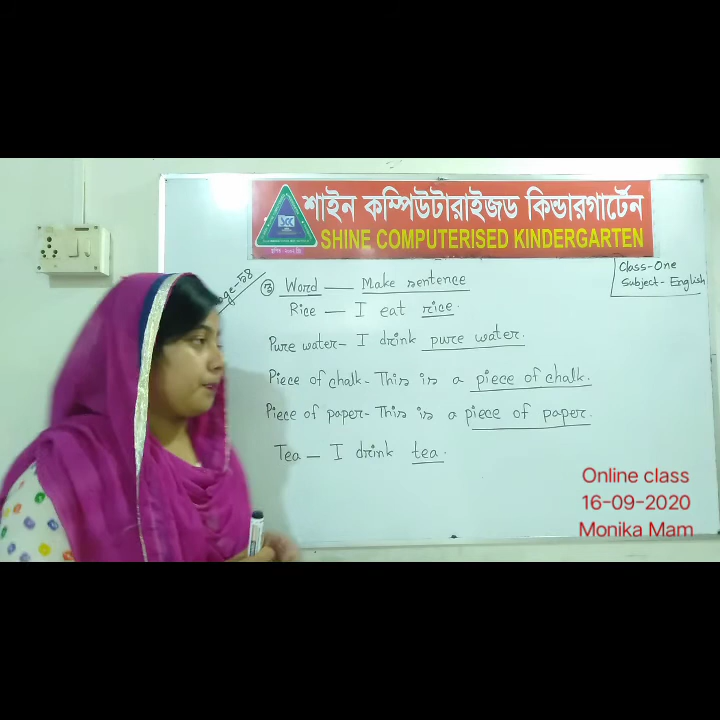 শাইন কম্পিউটারাইজড কিন্ডারগার্টেন
SHINE COMPUTERISED KINDERGARTEN
Class-One
Subject- English
age-58
③ Word — Make sentence
Rice — I eat rice.
Pure water- I drink pure water.
Piece of chalk- This is a piece of chalk.
Piece of paper- This is a piece of paper.
Tea — I drink tea.
Online class
16-09-2020
Monika Mam